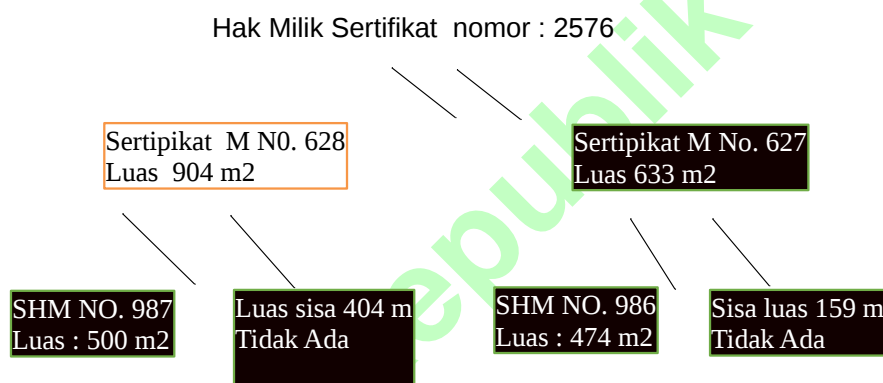 Hak Milik Sertifikat nomor : 2576
Sertipikat M N0. 628
Luas 904 m2
Sertipikat M No. 627
Luas 633 m2
SHM NO. 987
Luas : 500 m2
Luas sisa 404 m
Tidak Ada
SHM NO. 986
Luas : 474 m2
Sisa luas 159 m
Tidak Ada
epublik